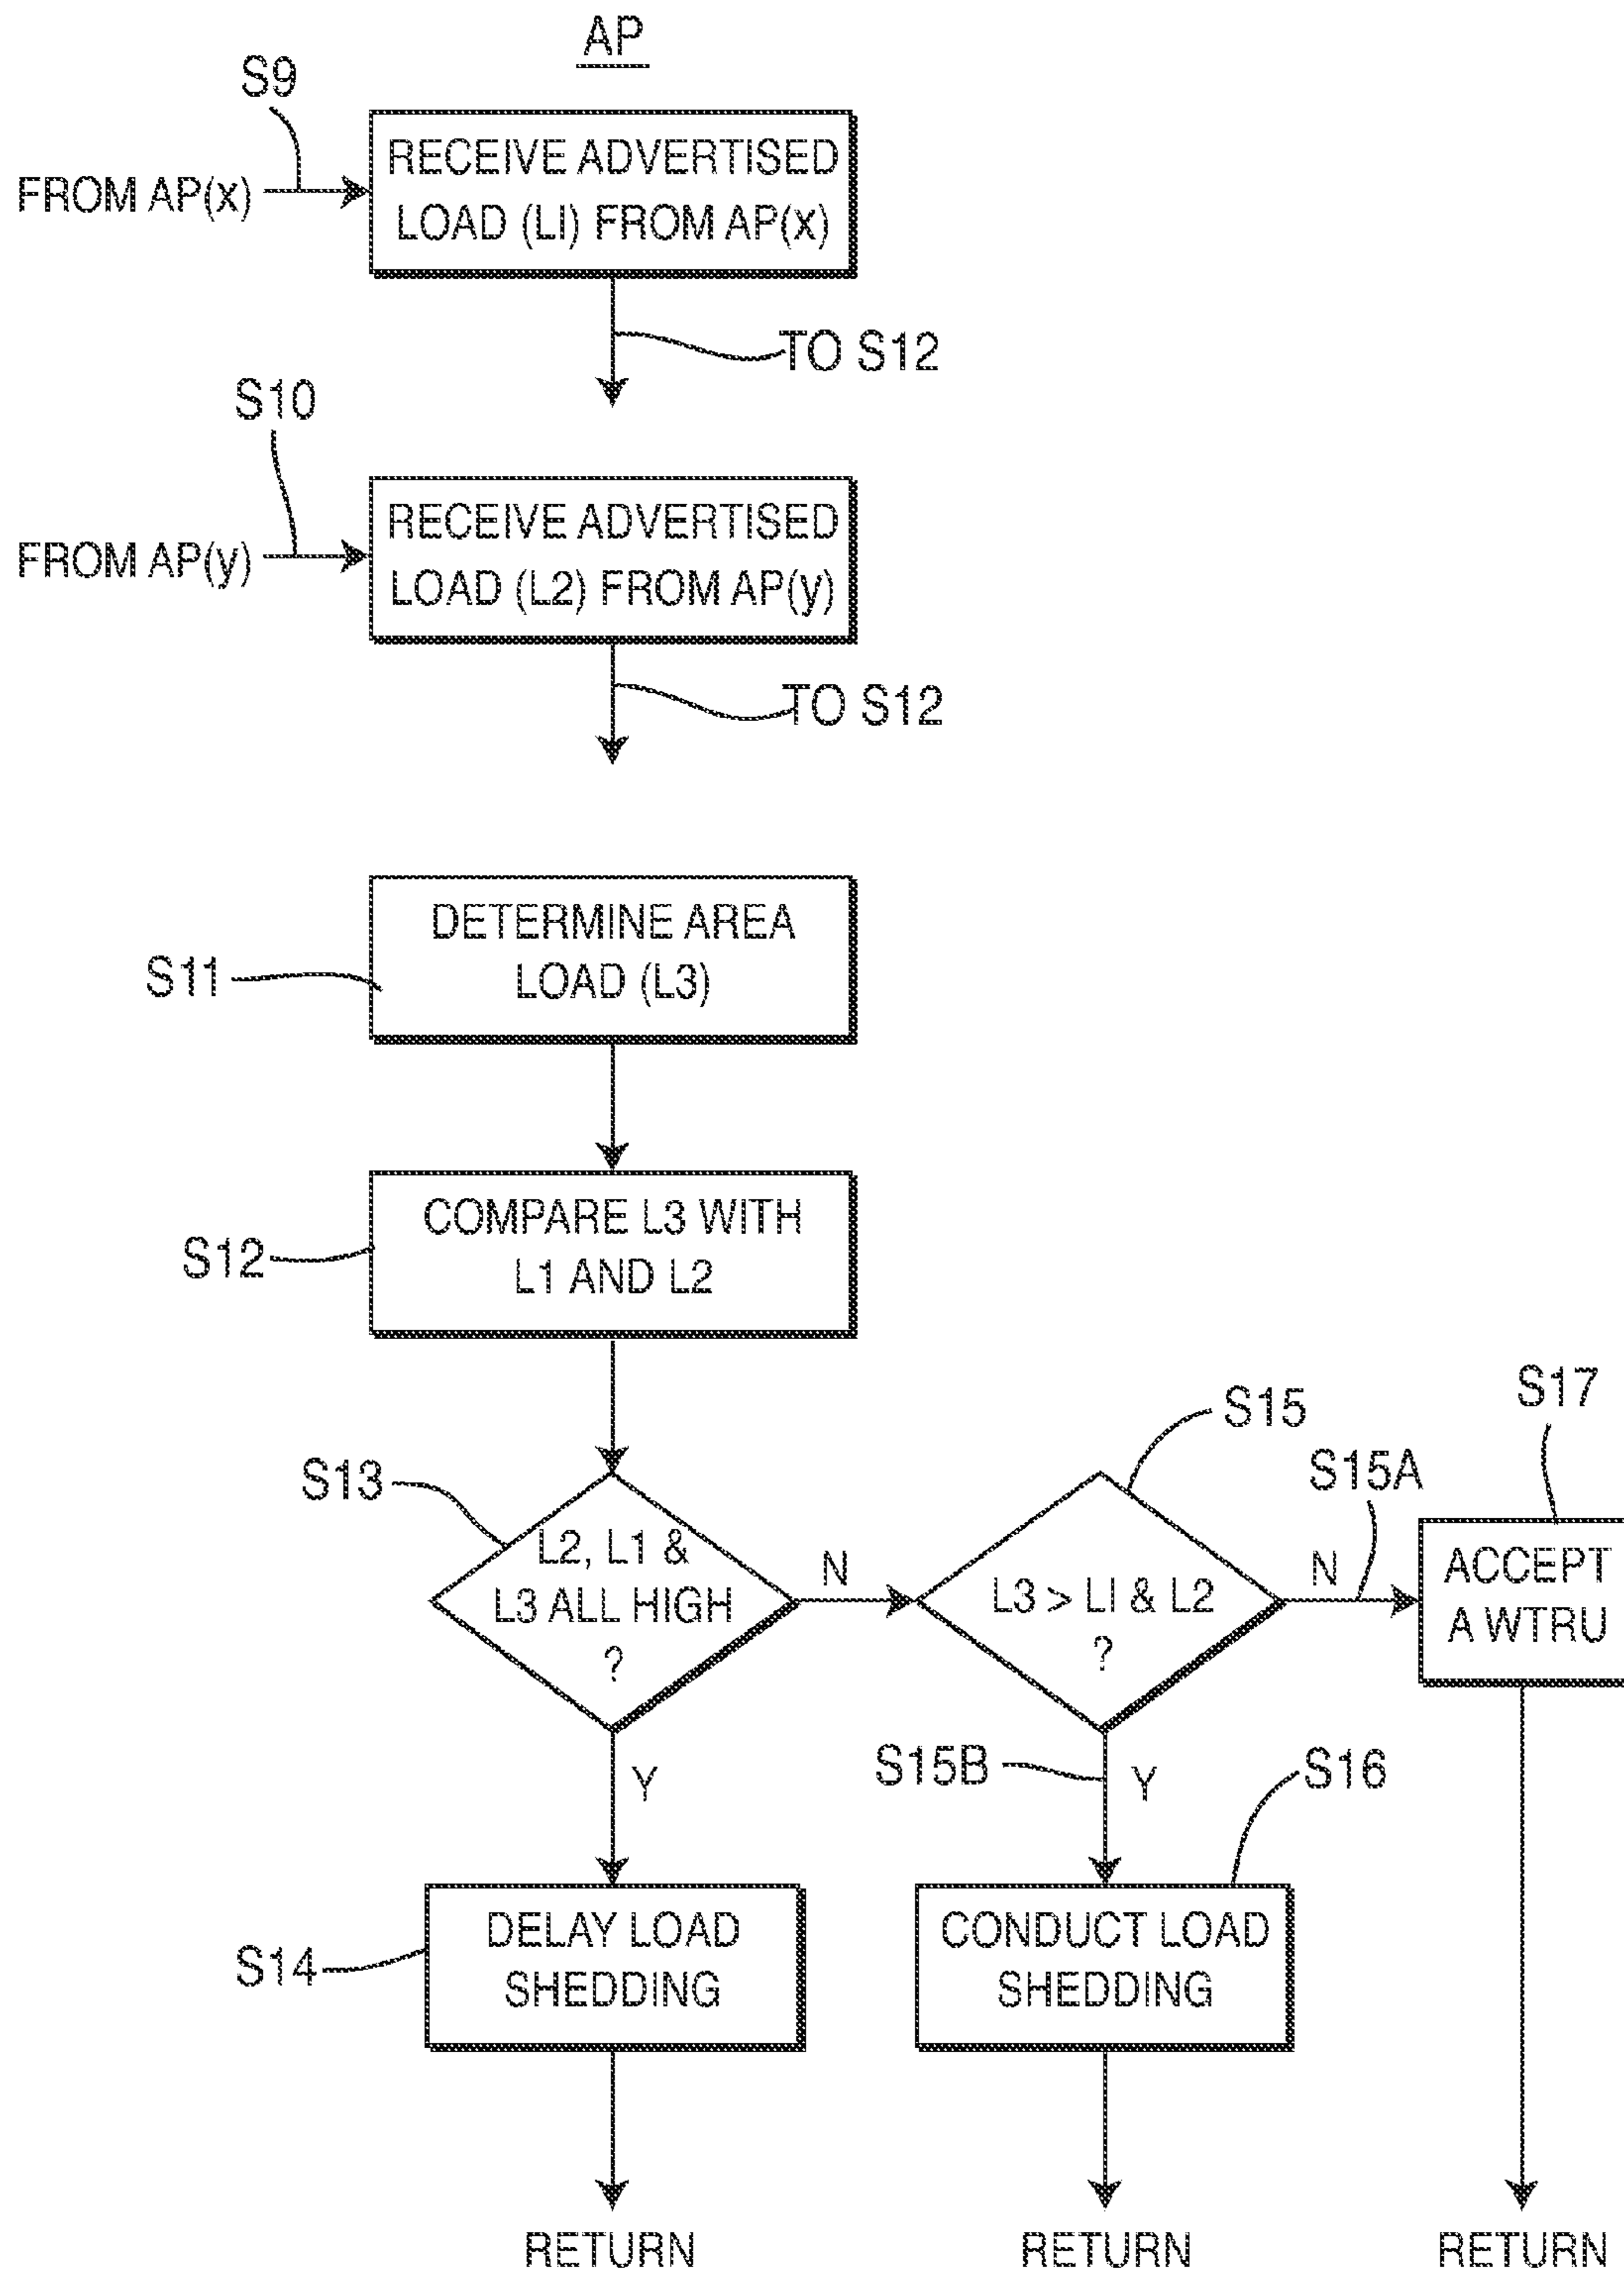 AP
S9
FROM AP(x)
RECEIVE ADVERTISED
LOAD (LI) FROM AP(x)
TO S12
S10
FROM AP(y)
RECEIVE ADVERTISED
LOAD (L2) FROM AP(y)
TO S12
S11
DETERMINE AREA
LOAD (L3)
S12
COMPARE L3 WITH
L1 AND L2
S13
L2, L1 &
L3 ALL HIGH
?
N
Y
S15
L3 > LI & L2
?
S15A
N
S17
ACCEPT
A WTRU
S15B
Y
S16
S14
DELAY LOAD
SHEDDING
CONDUCT LOAD
SHEDDING
RETURN
RETURN
RETURN